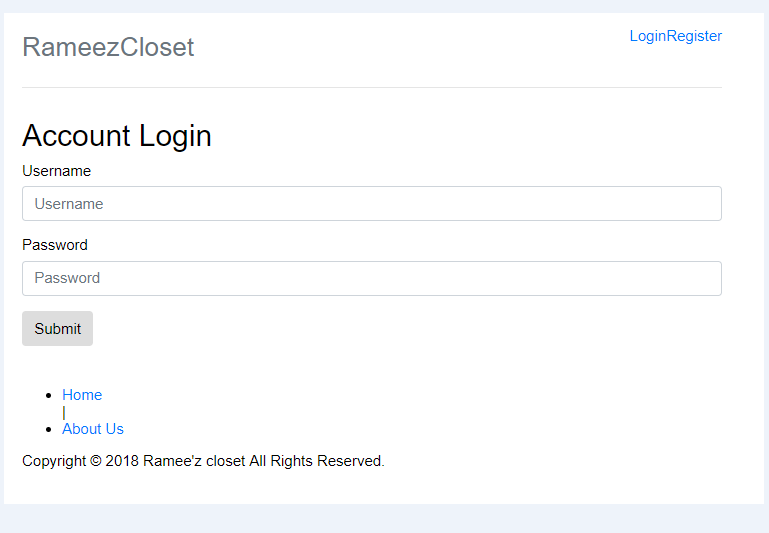 RameezCloset
LoginRegister
Account Login
Username
Username
Password
Password
Submit
Home
|
About Us
Copyright © 2018 Ramee'z closet All Rights Reserved.